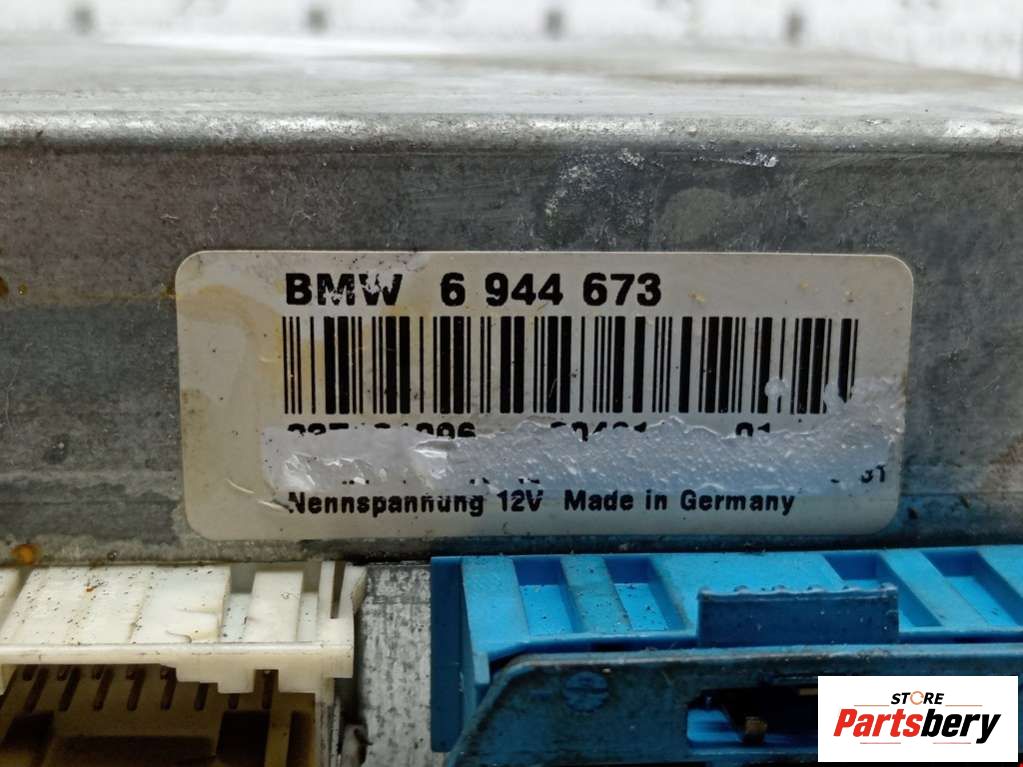 BMW 6 944 673
Nennspannung 12V Made in Germany
STORE
Partsbery